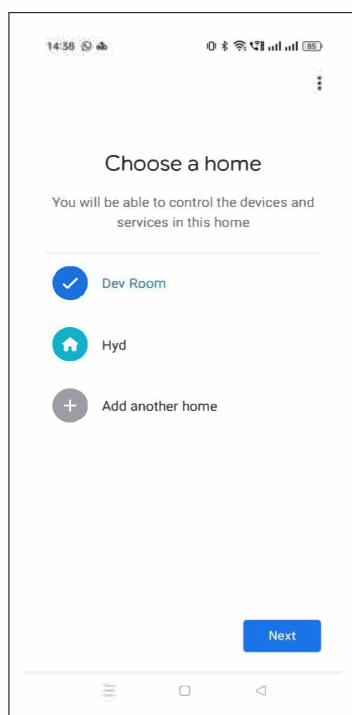 14:38
85
Choose a home
You will be able to control the devices and
services in this home
Dev Room
Hyd
Add another home
Next